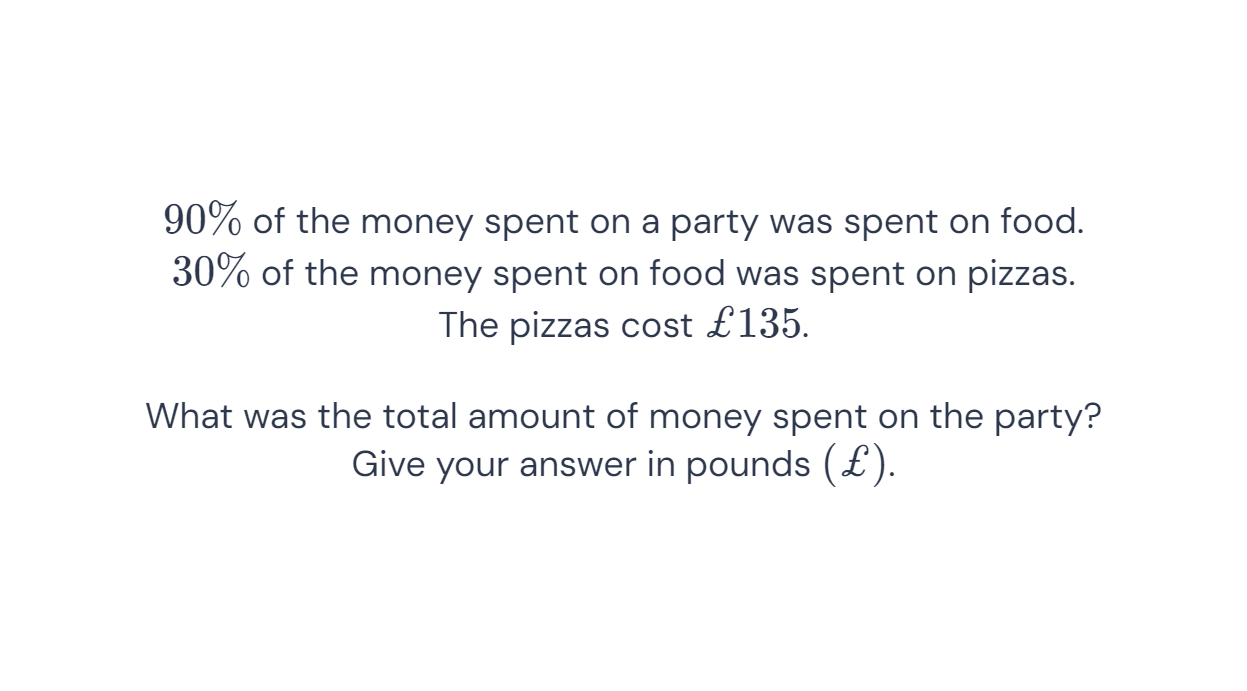 90% of the money spent on a party was spent on food.
30% of the money spent on food was spent on pizzas.
The pizzas cost £135.
What was the total amount of money spent on the party?
Give your answer in pounds (£).